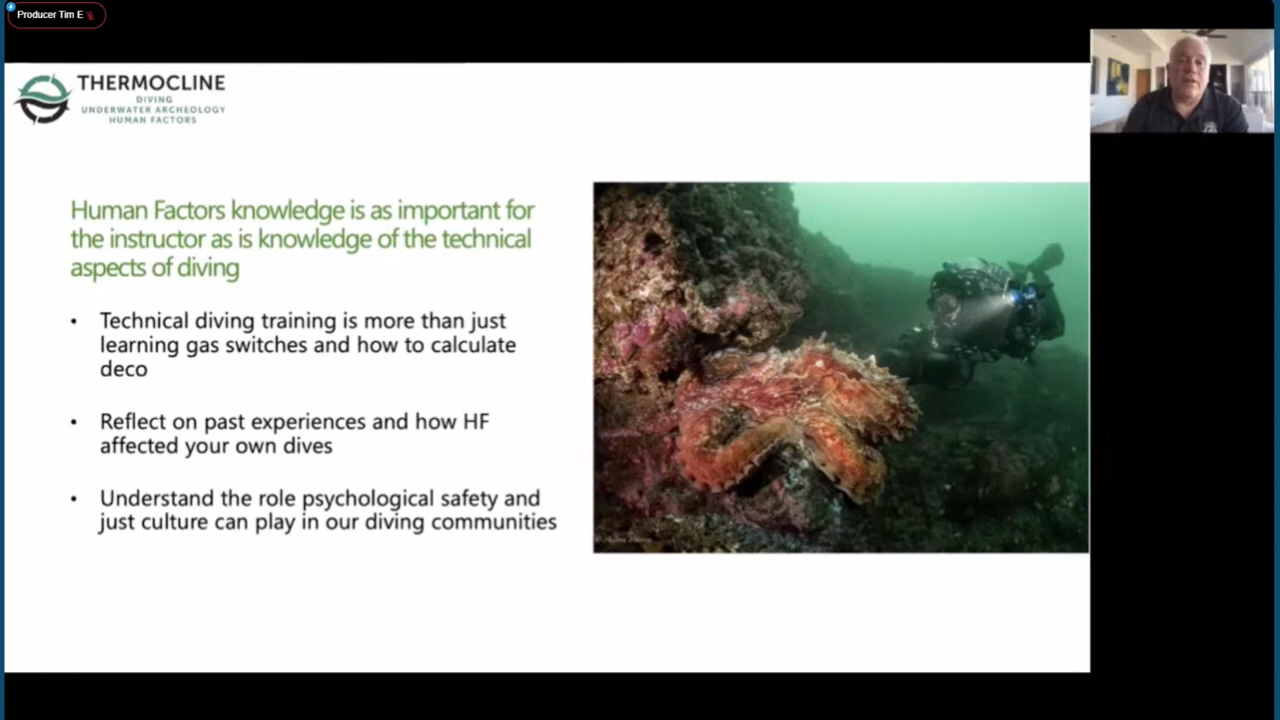 Producer Tim E
THERMOCLINE
DIVING
UNDERWATER ARCHEOLOGY
HUMAN FACTORS
Human Factors knowledge is as important for
the instructor as is knowledge of the technical
aspects of diving
• Technical diving training is more than just
learning gas switches and how to calculate
deco
• Reflect on past experiences and how HF
affected your own dives
• Understand the role psychological safety and
just culture can play in our diving communities